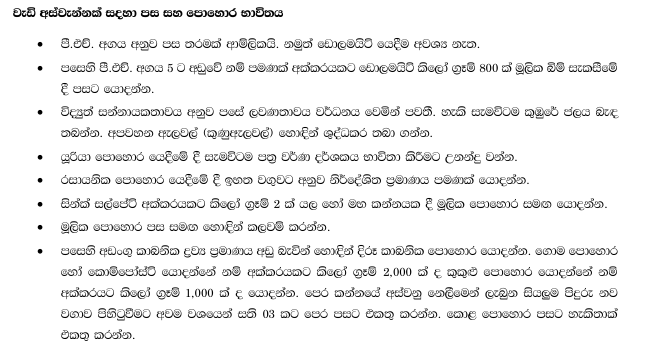 වැඩි අස්වැන්නක් සදහා පස සහ පොහොර භාවිතය
• පී.එච්. අගය අනුව පස තරමක් ආම්ලිකයි. නමුත් ඩොලමයිට් යෙදීම අවශ්‍ය නැත.
• පසෙහි පී.එච්. අගය 5 ට අඩුවේ නම් පමණක් අක්කරයකට ඩොලමයිට් කිලෝ ග්‍රෑම් 800 ක් මූලික බිම් සැකසීමේ
දී පසට යොදන්න.
• විද්‍යුත් සන්නායකතාවය අනුව පසේ ලවණතාවය වර්ධනය වෙමින් පවතී. හැකි සැමවිටම කුඹුරේ ජලය බැඳ
තබන්න. අපවහන ඇලවල් (කුණුඇලවල්) හොඳින් ශුද්ධකර තබා ගන්න.
• යූරියා පොහොර යෙදීමේ දී සැමවිටම පත්‍ර වර්ණ දර්ශකය භාවිතා කිරීමට උනන්දු වන්න.
• රසායනික පොහොර යෙදීමේ දී ඉහත වගුවට අනුව නිර්දේශිත ප්‍රමාණය පමණක් යොදන්න.
• සින්ක් සල්පේට් අක්කරයකට කිලෝ ග්‍රෑම් 2 ක් යල හෝ මහ කන්නයක දී මූලික පොහොර සමඟ යොදන්න.
• මූලික පොහොර පස සමඟ හොඳින් කලවම් කරන්න.
• පසෙහි අඩංගු කාබනික ද්‍රව්‍ය ප්‍රමාණය අඩු බැවින් හොඳින් දිරූ කාබනික පොහොර යොදන්න. ගොම පොහොර
හෝ කොම්පෝස්ට් යොදන්නේ නම් අක්කරයකට කිලෝ ග්‍රෑම් 2,000 ක් ද කුකුළු පොහොර යොදන්නේ නම්
අක්කරයට කිලෝ ග්‍රෑම් 1,000 ක් ද යොදන්න. පෙර කන්නයේ අස්වනු නෙලීමෙන් ලැබුන සියලුම පිදුරු නව
වගාව පිහිටුවීමට අවම වශයෙන් සති 03 කට පෙර පසට එකතු කරන්න. කොළ පොහොර පසට හැකිතාක්
එකතු කරන්න.